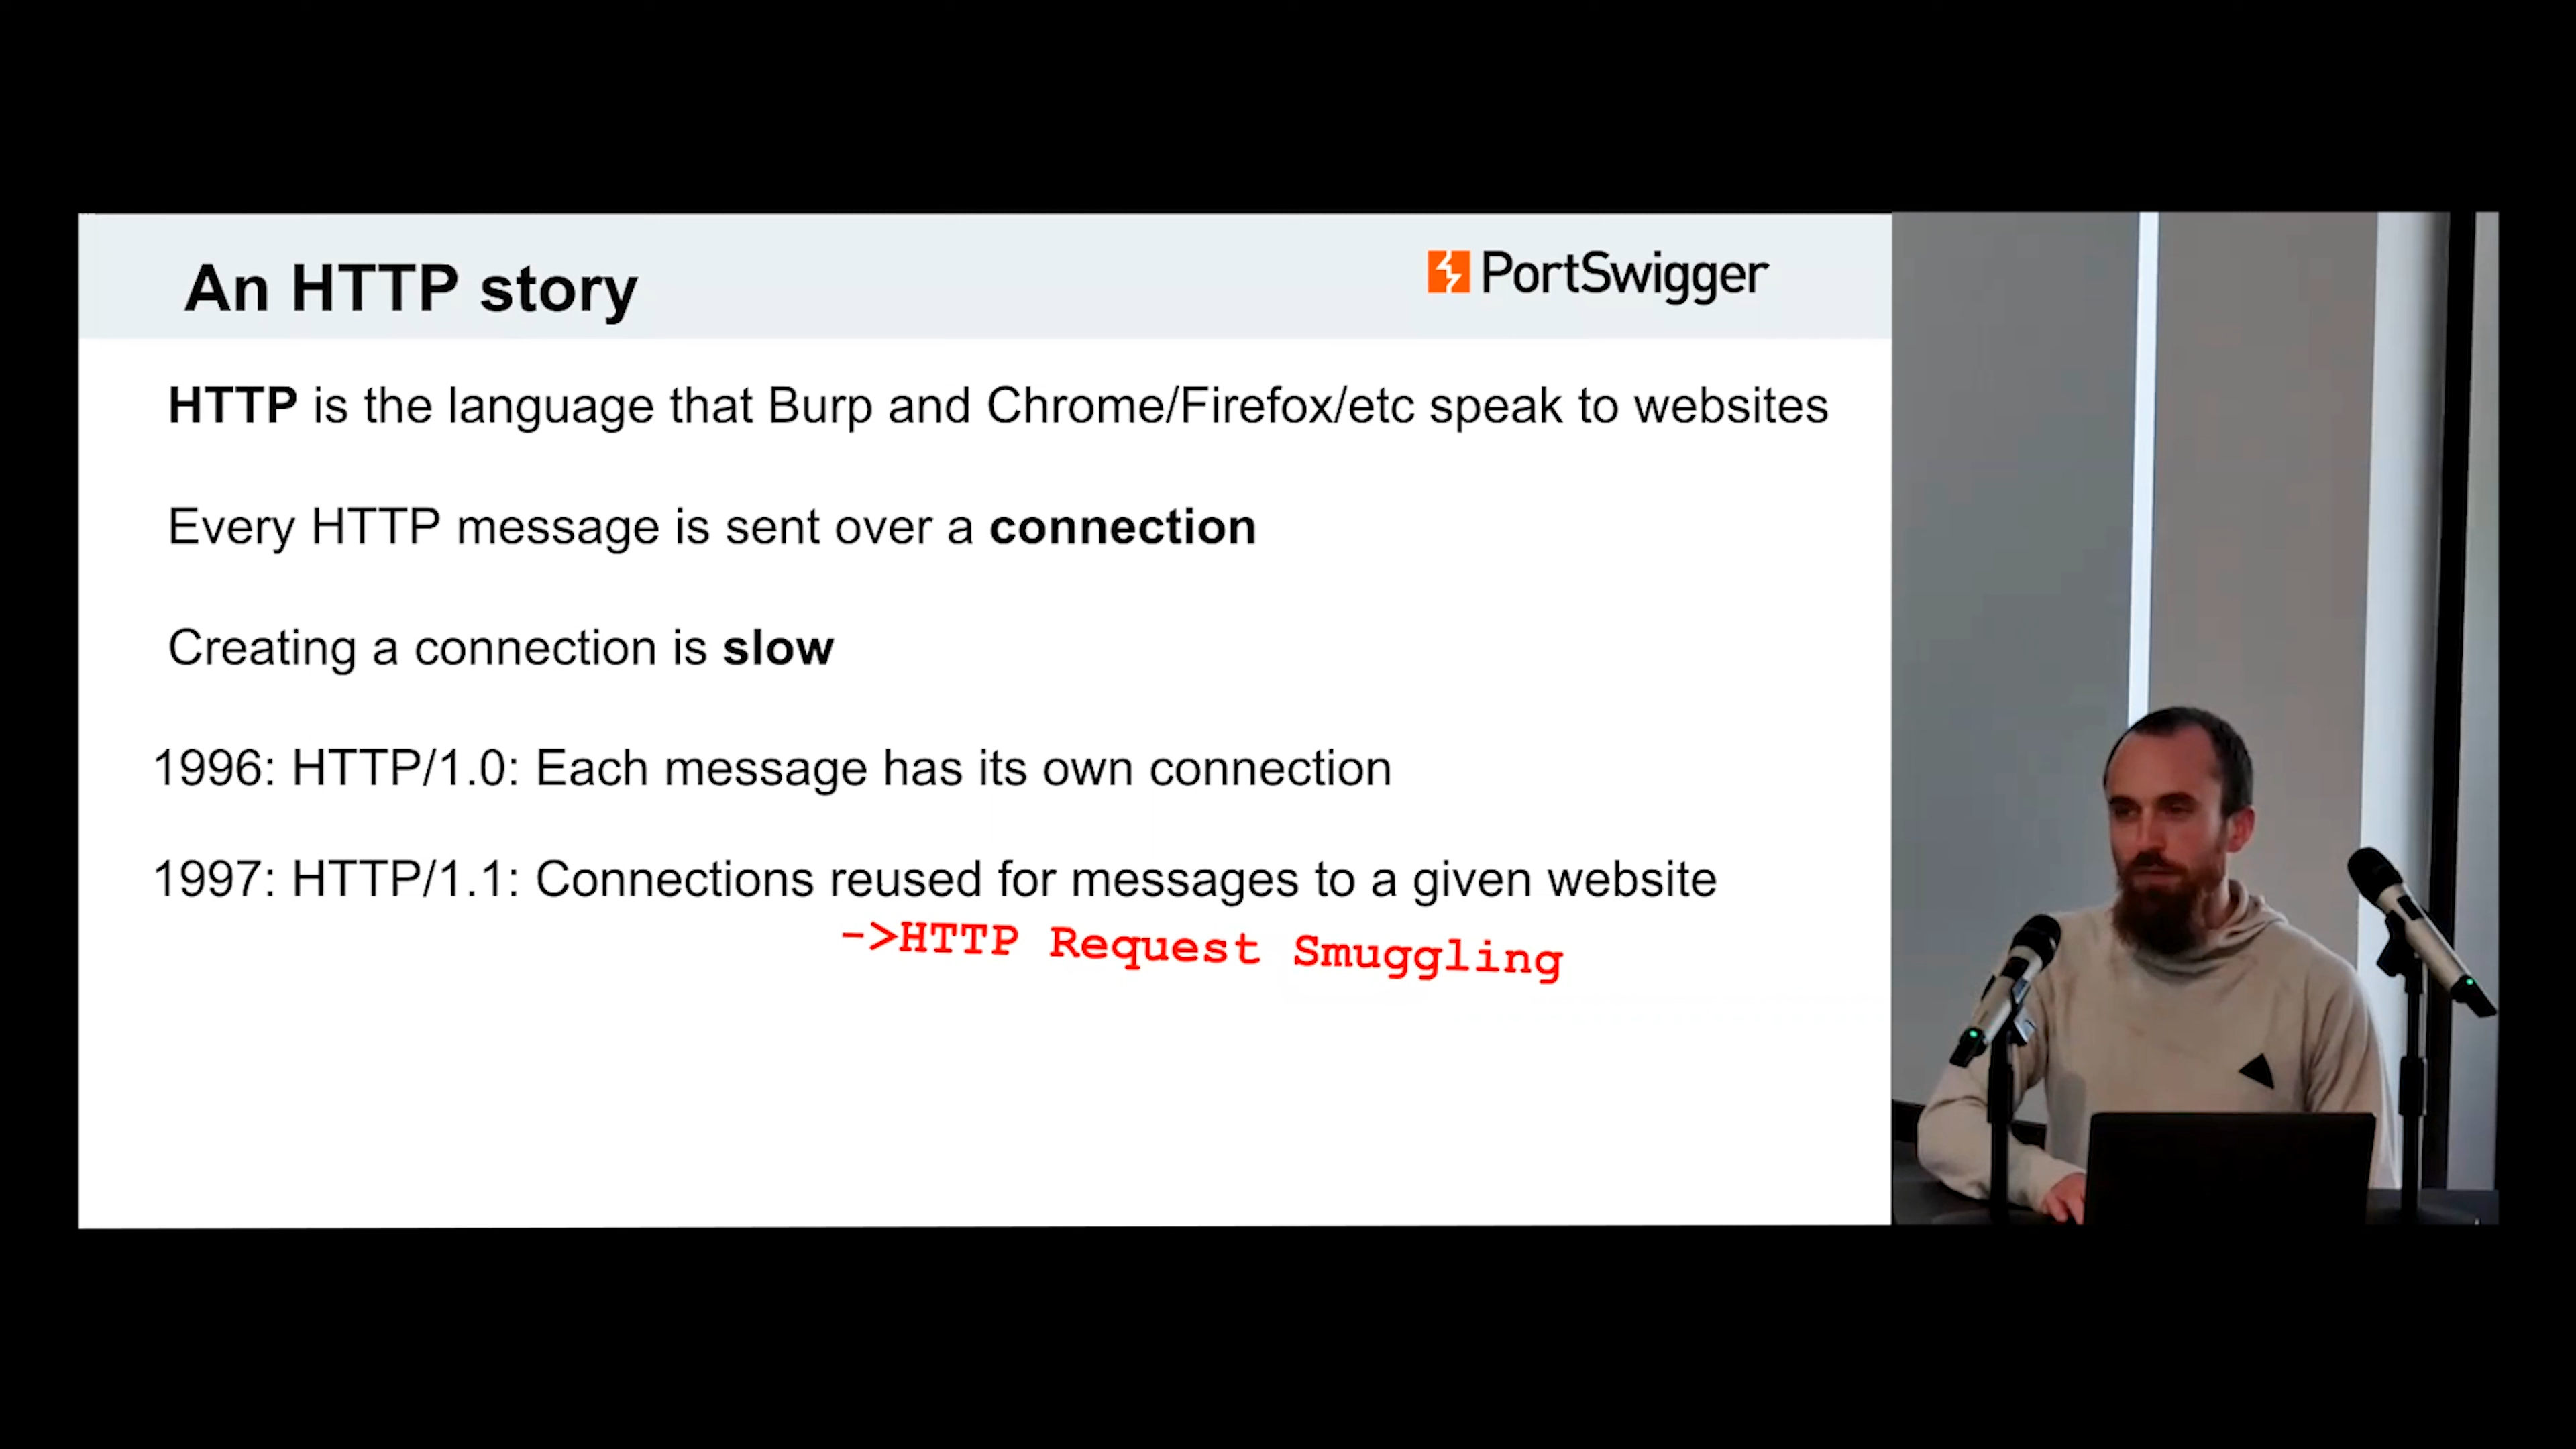 An HTTP story
PortSwigger
HTTP is the language that Burp and Chrome/Firefox/etc speak to websites
Every HTTP message is sent over a connection
Creating a connection is slow
1996: HTTP/1.0: Each message has its own connection
1997: HTTP/1.1: Connections reused for messages to a given website
->HTTP Request Smuggling